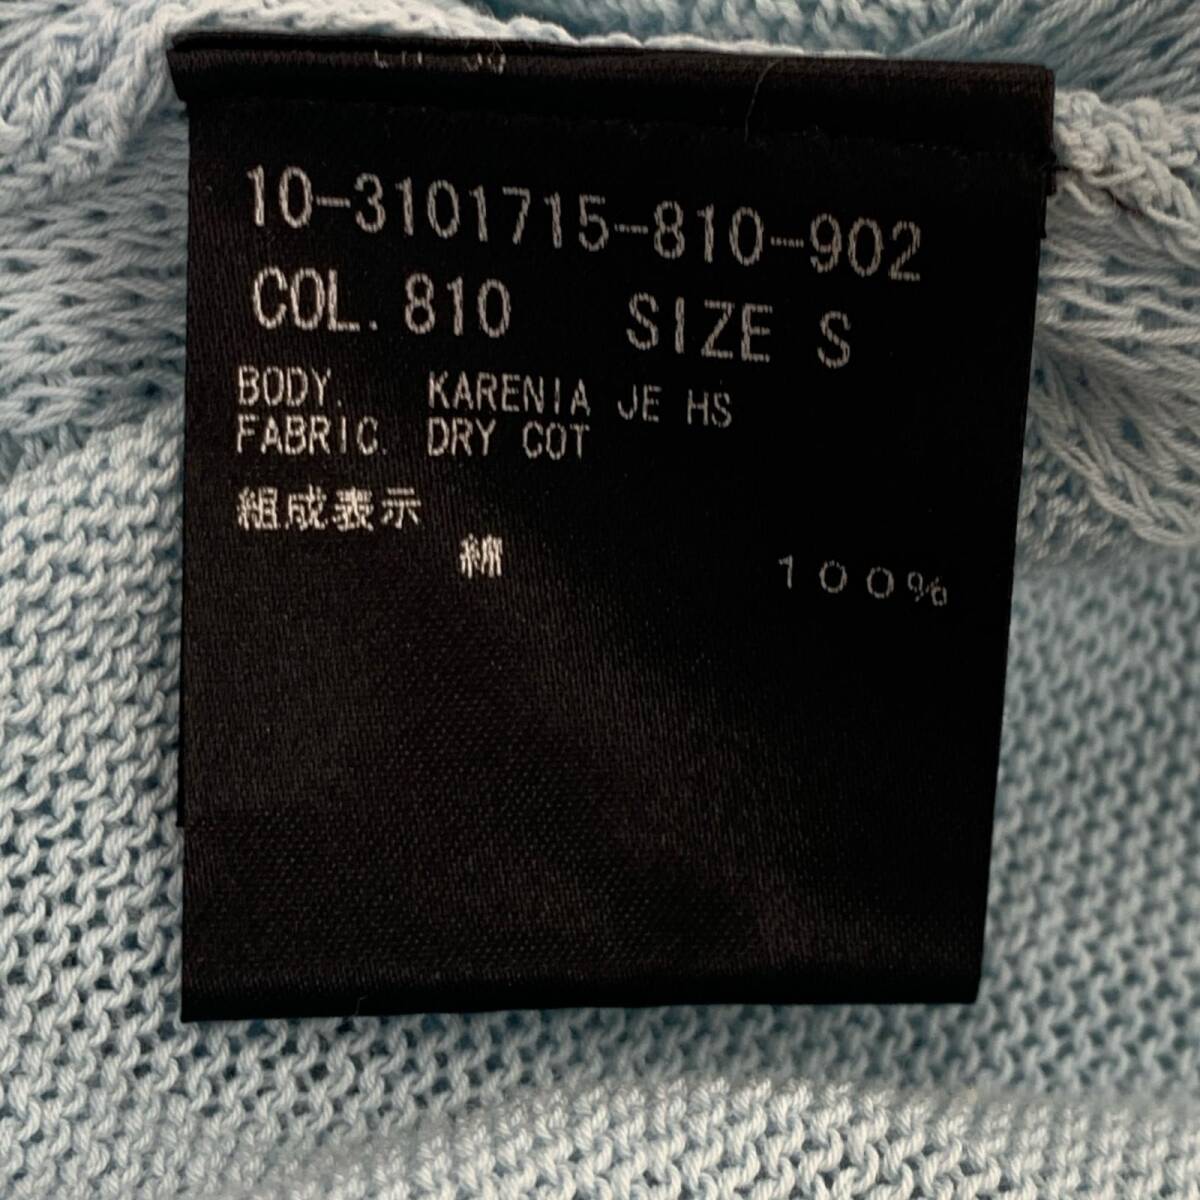 10-3101715-810-902
COL. 810 SIZE S
BODY. KARENIA JE HS
FABRIC. DRY COT
組成表示
綿 100%